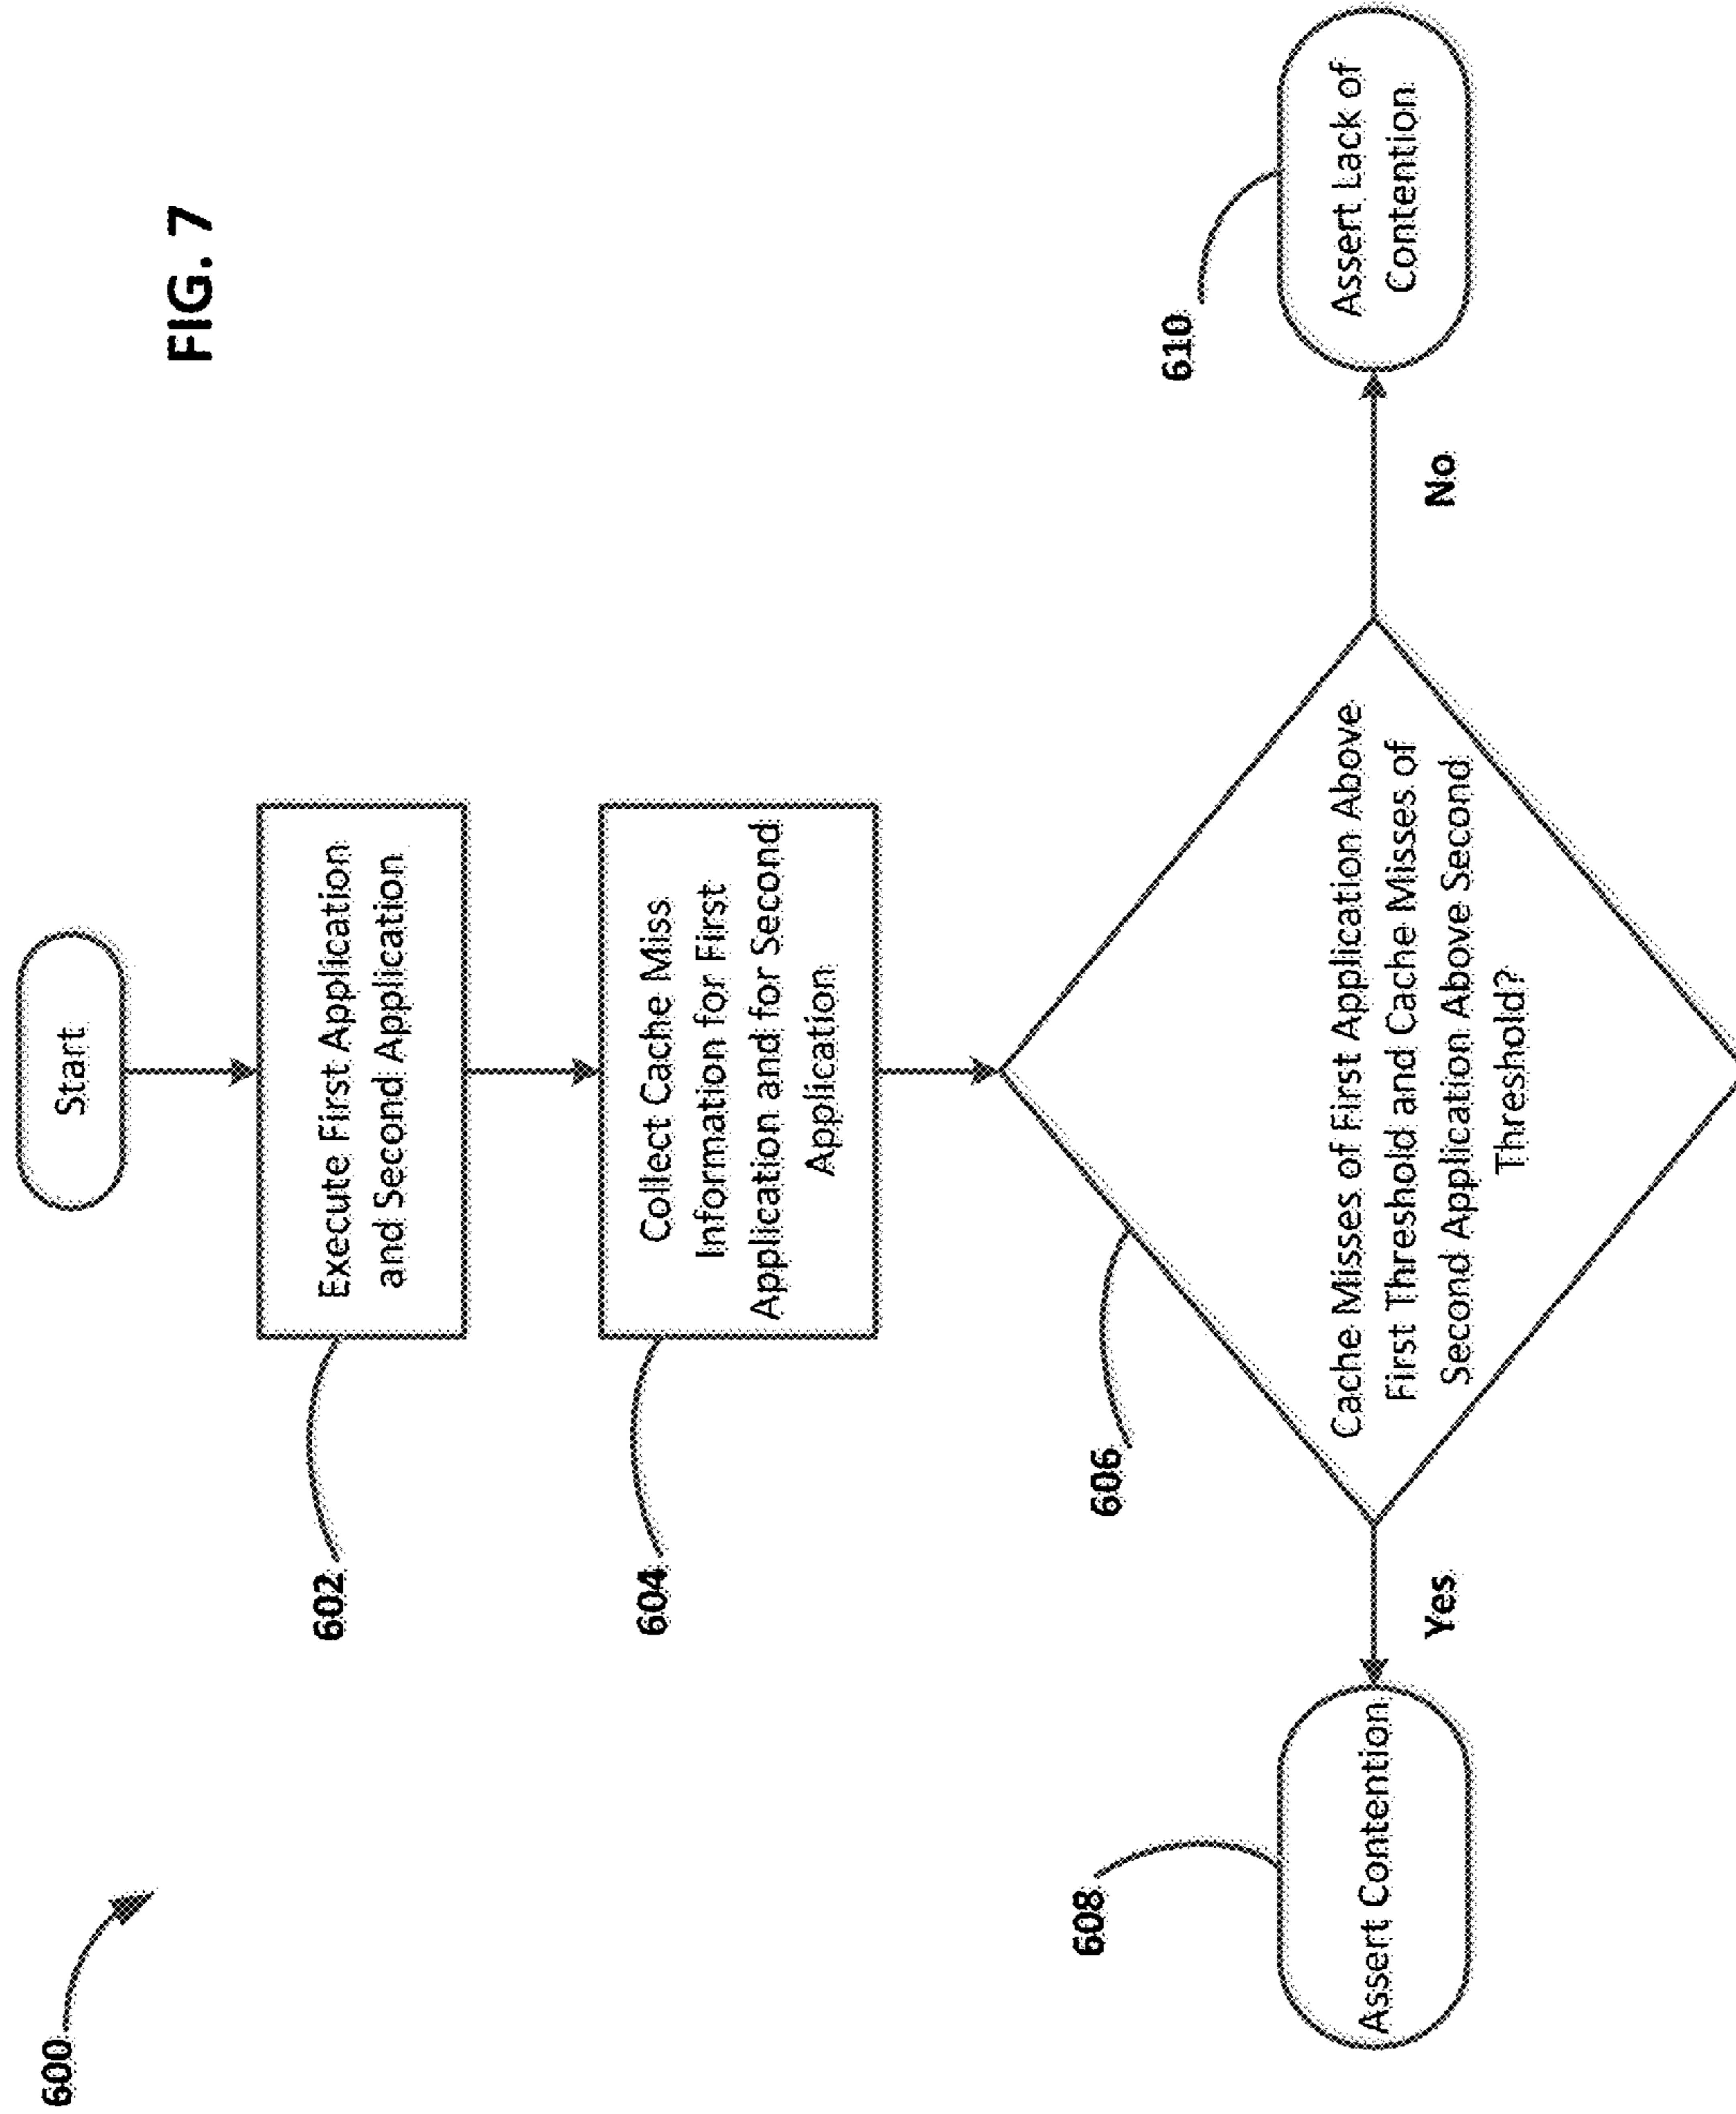 600
FIG. 7
Start
602
Execute First Application
and Second Application
604
Collect Cache Miss
Information for First
Application and for Second
Application
606
Cache Misses of First Application Above
First Threshold and Cache Misses of
Second Application Above Second
Threshold?
608
Assert Contention
Yes
No
610
Assert Lack of
Contention